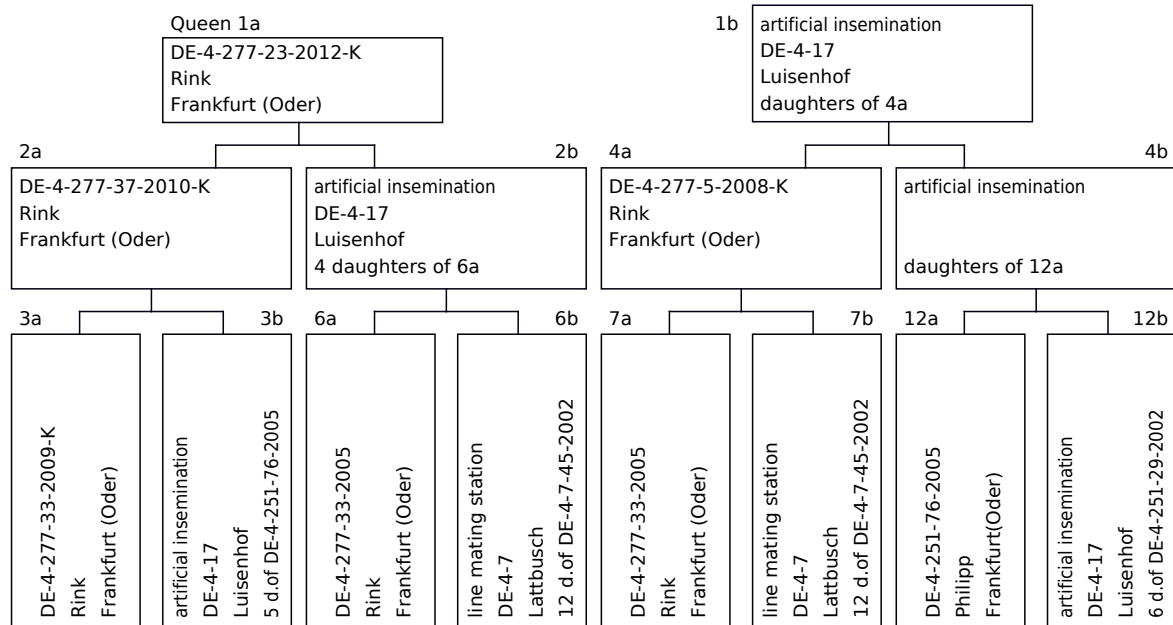 Queen 1a
DE-4-277-23-2012-K
Rink
Frankfurt (Oder)
1b
artificial insemination
DE-4-17
Luisenhof
daughters of 4a
2a
DE-4-277-37-2010-K
Rink
Frankfurt (Oder)
2b
artificial insemination
DE-4-17
Luisenhof
4 daughters of 6a
4a
DE-4-277-5-2008-K
Rink
Frankfurt (Oder)
4b
artificial insemination
daughters of 12a
3a
DE-4-277-33-2009-K
Rink
Frankfurt (Oder)
3b
artificial insemination
DE-4-17
Luisenhof
5 d.of DE-4-251-76-2005
6a
DE-4-277-33-2005
Rink
Frankfurt (Oder)
6b
line mating station
DE-4-7
Lattbusch
12 d.of DE-4-7-45-2002
7a
DE-4-277-33-2005
Rink
Frankfurt (Oder)
7b
line mating station
DE-4-7
Lattbusch
12 d.of DE-4-7-45-2002
12a
DE-4-251-76-2005
Philipp
Frankfurt(Oder)
12b
artificial insemination
DE-4-17
Luisenhof
6 d.of DE-4-251-29-2002